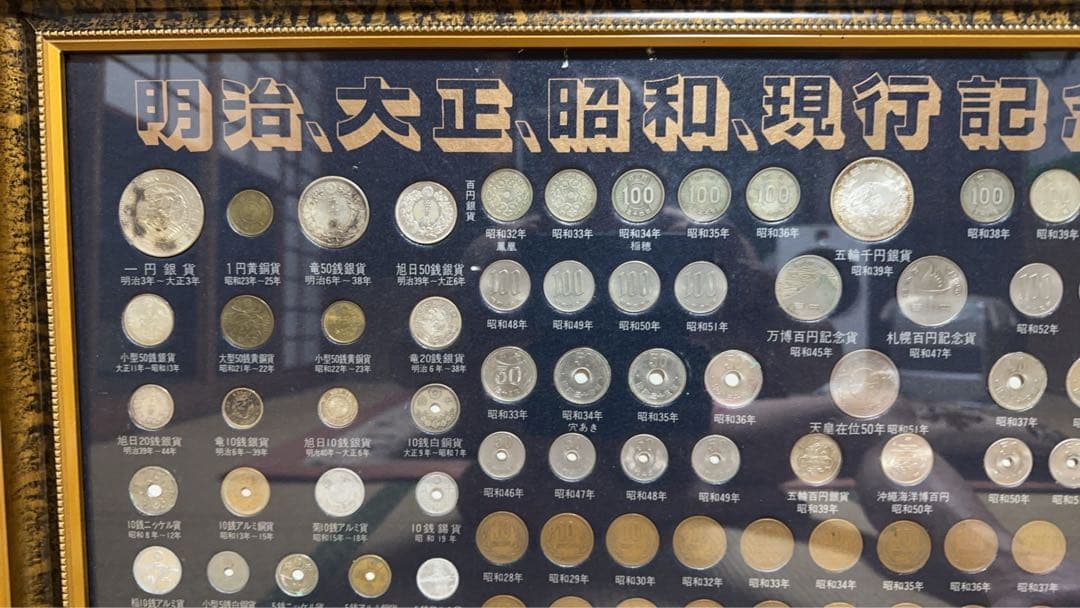 明治、大正、昭和、現行記
一円銀貨
明治3年―大正3年
1円黄銅貨
昭和23年―25年
竜50銭銀貨
明治6年―38年
旭日50銭銀貨
明治39年―大正6年
小型50銭銀貨
大正11年―昭和13年
大型50銭黄銅貨
昭和21年―22年
小型50銭黄銅貨
昭和22年―23年
竜20銭銀貨
明治6年―38年
旭日20銭銀貨
明治39年―44年
竜10銭銀貨
明治6年―39年
旭日10銭銀貨
明治40年―大正6年
10銭白銅貨
大正9年―昭和7年
10銭ニッケル貨
昭和8年―12年
10銭アルミ銅貨
昭和13年―15年
菊10銭アルミ貨
昭和15年―18年
10銭錫貨
昭和19年
稲10銭アルミ貨
小型5銭白銅貨
百円銀貨
昭和32年
鳳凰
昭和33年
昭和34年
稲穂
昭和35年
昭和36年
五輪千円銀貨
昭和39年
昭和38年
昭和39年
昭和48年
昭和49年
昭和50年
昭和51年
万博百円記念貨
昭和45年
札幌百円記念貨
昭和47年
昭和52年
昭和33年
昭和34年
穴あき
昭和35年
昭和36年
天皇在位50年 昭和51年
昭和37年
昭和46年
昭和47年
昭和48年
昭和49年
五輪百円銀貨
昭和39年
沖縄海洋博百円
昭和50年
昭和50年
昭和28年
昭和29年
昭和30年
昭和32年
昭和33年
昭和34年
昭和35年
昭和36年
昭和37年